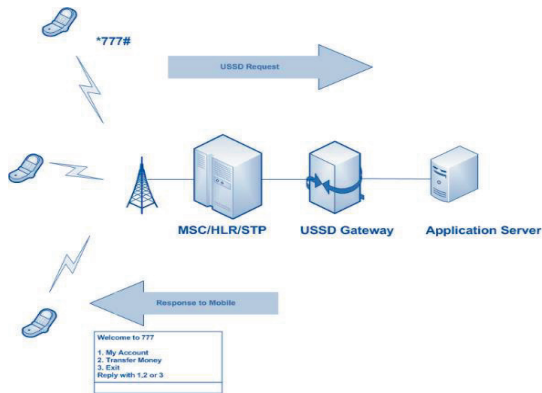 *777#
USSD Request
MSC/HLR/STP
USSD Gateway
Application Server
Response to Mobile
Welcome to 777
1. My Account
2. Transfer Money
3. Exit
Reply with 1,2 or 3